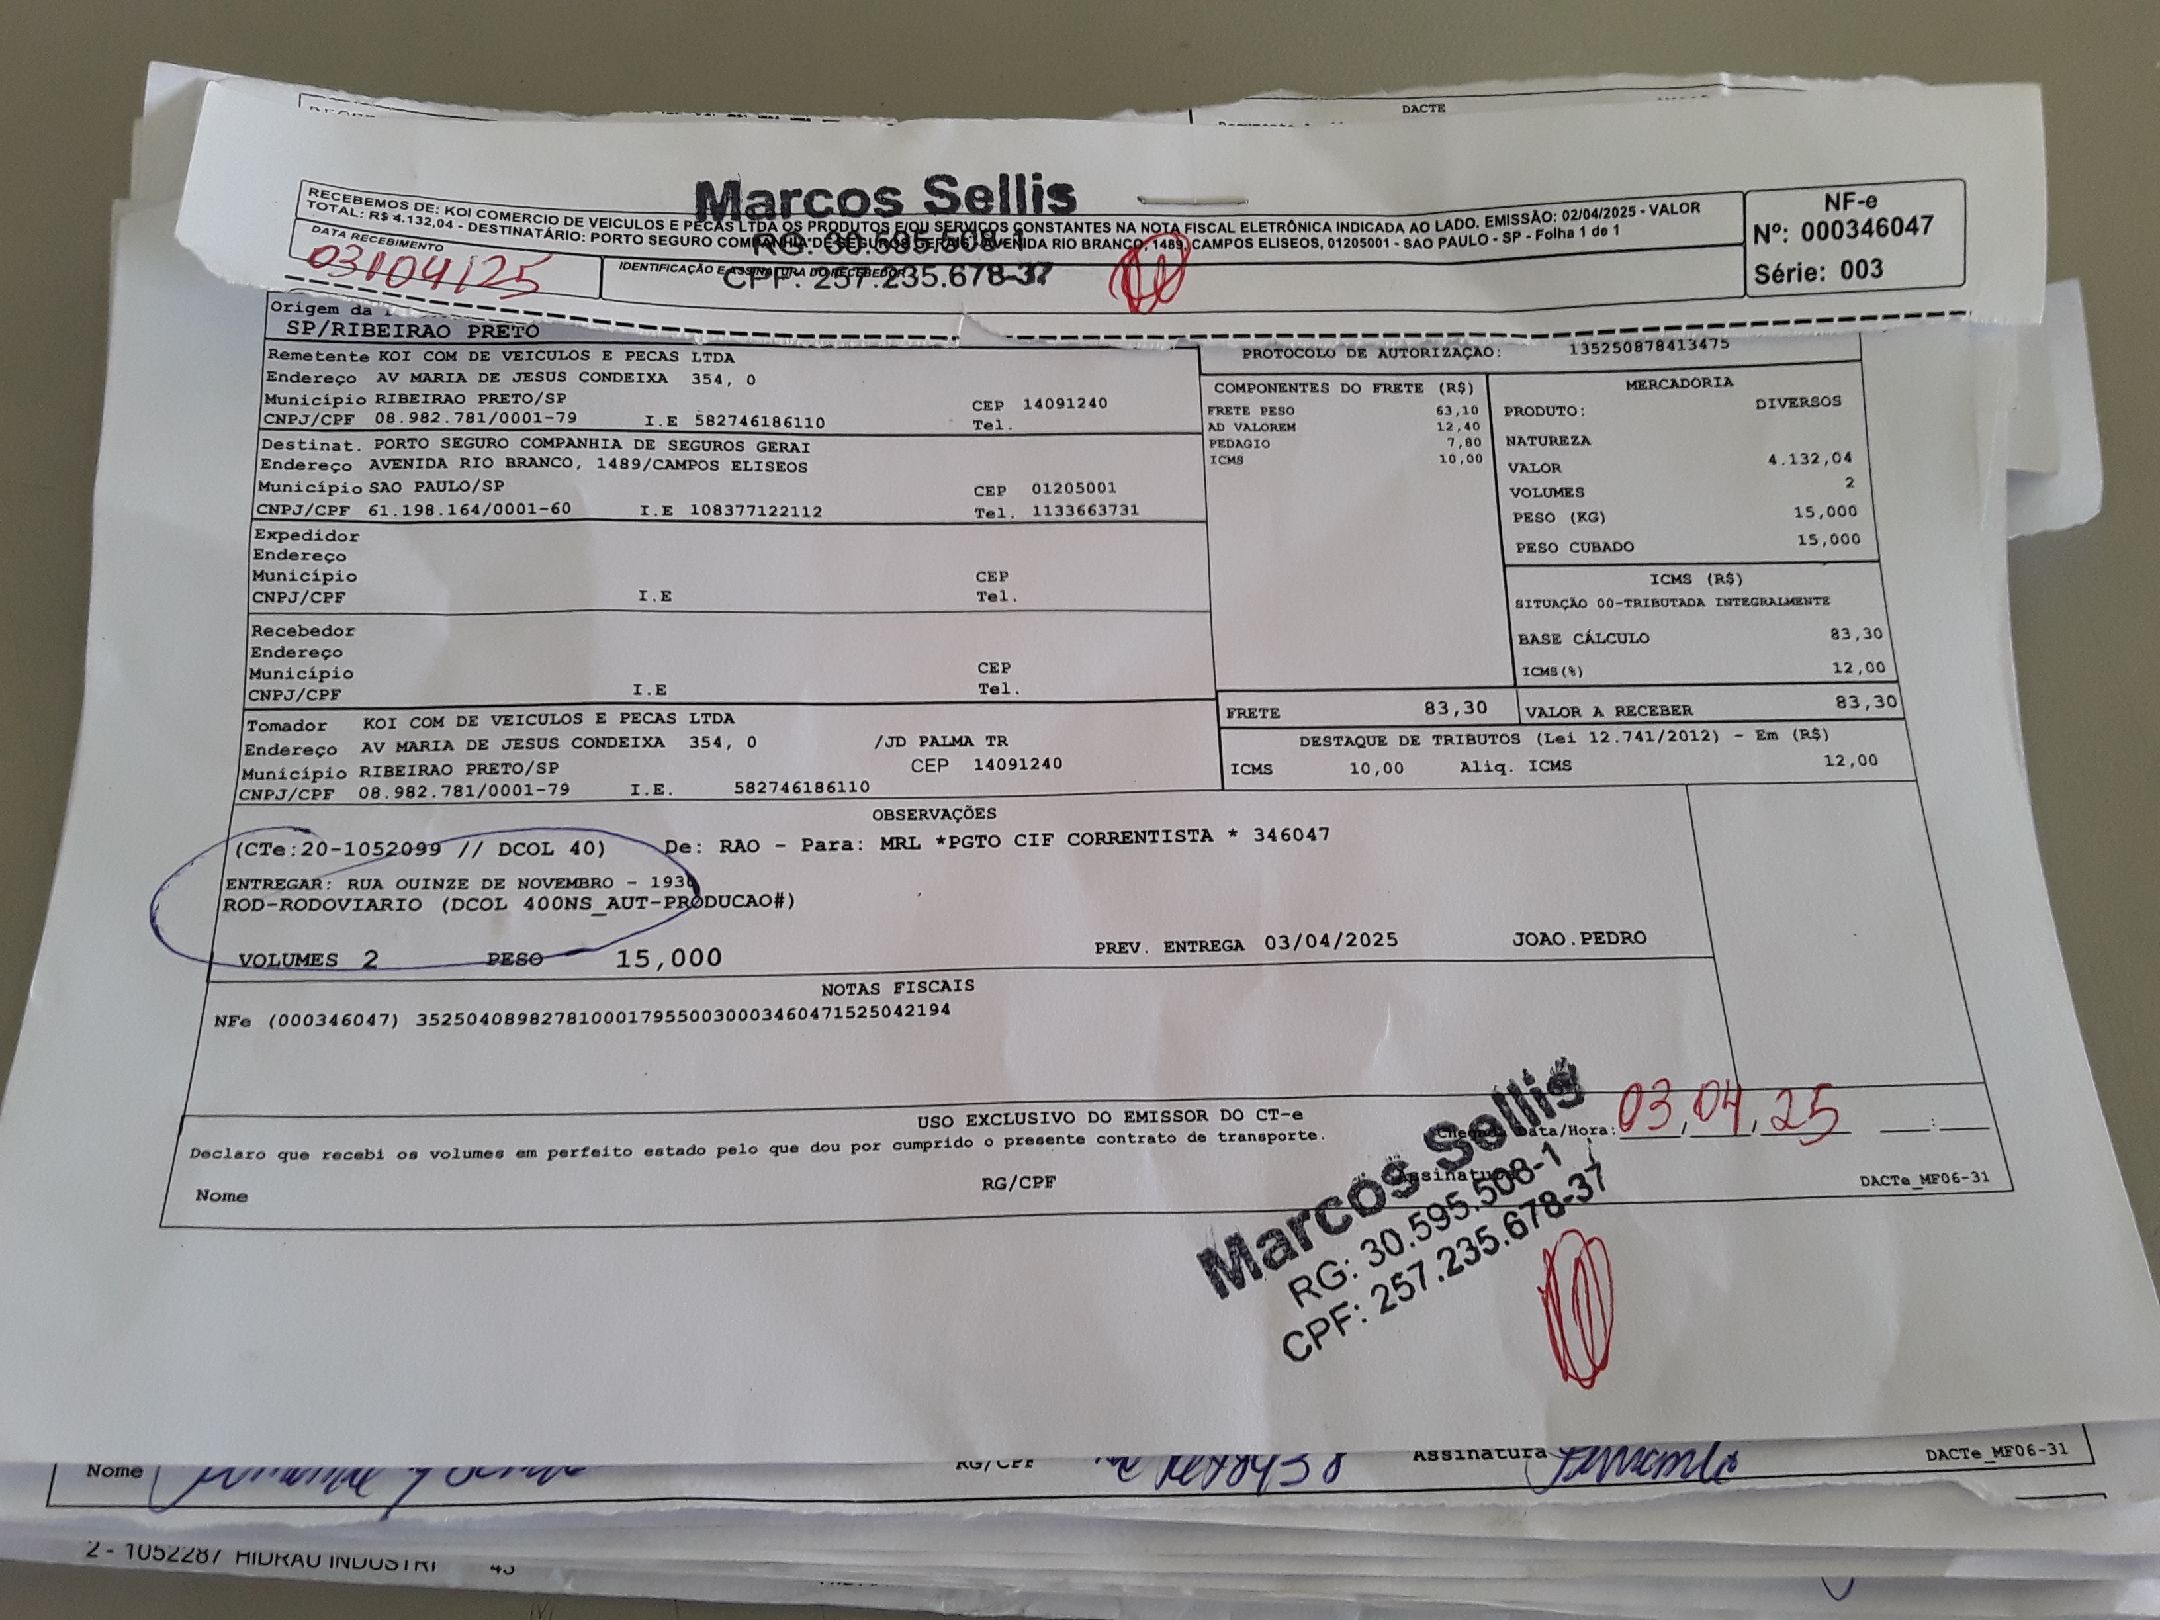 DACTE
Marcos Sellis
RG: 30.595.508-1
CPF: 257.235.678-37
RECEBEMOS DE: KOI COMERCIO DE VEICULOS E PECAS LTDA OS PRODUTOS E/OU SERVIÇOS CONSTANTES NA NOTA FISCAL ELETRÔNICA INDICADA AO LADO. EMISSÃO: 02/04/2025 - VALOR
TOTAL: R$ 4.132,04 - DESTINATÁRIO: PORTO SEGURO COMPANHIA DE SEGUROS GERAIS - AVENIDA RIO BRANCO, 1489, CAMPOS ELISEOS, 01205001 - SAO PAULO - SP - Folha 1 de 1
DATA RECEBIMENTO
03/04/25
IDENTIFICAÇÃO E ASSINATURA DO RECEBEDOR
NF-e
Nº: 000346047
Série: 003
Origem da
SP/RIBEIRAO PRETO
Remetente KOI COM DE VEICULOS E PECAS LTDA
Endereço AV MARIA DE JESUS CONDEIXA 354, 0
Município RIBEIRAO PRETO/SP CEP 14091240
CNPJ/CPF 08.982.781/0001-79 I.E 582746186110 Tel.
Destinat. PORTO SEGURO COMPANHIA DE SEGUROS GERAI
Endereço AVENIDA RIO BRANCO, 1489/CAMPOS ELISEOS
Município SAO PAULO/SP CEP 01205001
CNPJ/CPF 61.198.164/0001-60 I.E 108377122112 Tel. 1133663731
Expedidor
Endereço
Município CEP
CNPJ/CPF I.E Tel.
Recebedor
Endereço
Município CEP
CNPJ/CPF I.E Tel.
Tomador KOI COM DE VEICULOS E PECAS LTDA
Endereço AV MARIA DE JESUS CONDEIXA 354, 0 /JD PALMA TR
Município RIBEIRAO PRETO/SP CEP 14091240
CNPJ/CPF 08.982.781/0001-79 I.E. 582746186110
PROTOCOLO DE AUTORIZAÇAO: 135250878413475
COMPONENTES DO FRETE (R$)
FRETE PESO 63,10
AD VALOREM 12,40
PEDAGIO 7,80
ICMS 10,00
MERCADORIA
PRODUTO: DIVERSOS
NATUREZA
VALOR 4.132,04
VOLUMES 2
PESO (KG) 15,000
PESO CUBADO 15,000
ICMS (R$)
SITUAÇÃO 00-TRIBUTADA INTEGRALMENTE
BASE CÁLCULO 83,30
ICMS(%) 12,00
FRETE 83,30 VALOR A RECEBER 83,30
DESTAQUE DE TRIBUTOS (Lei 12.741/2012) - Em (R$)
ICMS 10,00 Aliq. ICMS 12,00
OBSERVAÇÕES
(CTe:20-1052099 // DCOL 40) De: RAO - Para: MRL *PGTO CIF CORRENTISTA * 346047
ENTREGAR: RUA QUINZE DE NOVEMBRO - 1936
ROD-RODOVIARIO (DCOL 400NS_AUT-PRODUCAO#)
VOLUMES 2 PESO 15,000 PREV. ENTREGA 03/04/2025 JOAO.PEDRO
NOTAS FISCAIS
NFe (000346047) 35250408982781000179550030003460471525042194
USO EXCLUSIVO DO EMISSOR DO CT-e
Declaro que recebi os volumes em perfeito estado pelo que dou por cumprido o presente contrato de transporte.
Data/Hora: 03,04,25 :
Nome RG/CPF Assinatura DACTe_MF06-31
Marcos Sellis
RG: 30.595.508-1
CPF: 257.235.678-37
Nome RG/CPF Assinatura DACTe_MF06-31
2 - 1052287 HIDRAU INDUSTRI